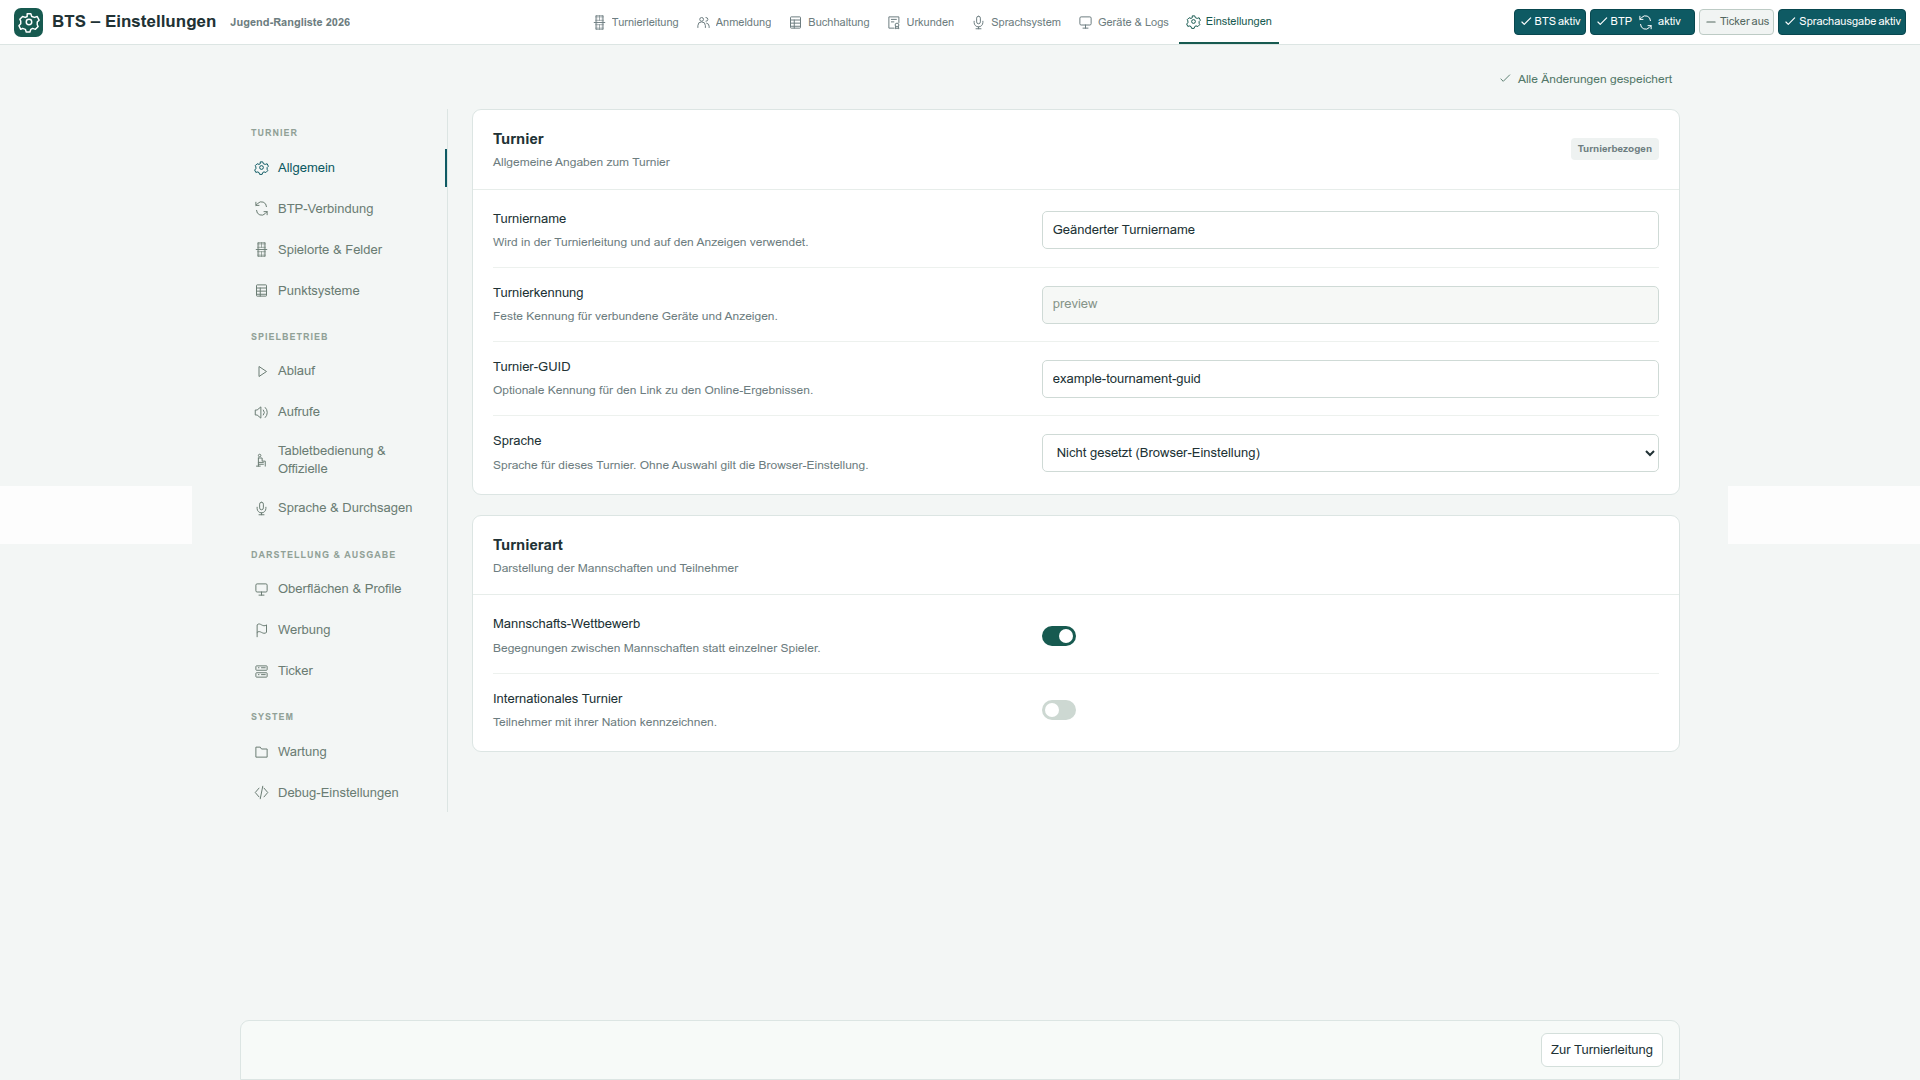 BTS – Einstellungen
Jugend-Rangliste 2026
Turnierleitung
Anmeldung
Buchhaltung
Urkunden
Sprachsystem
Geräte & Logs
Einstellungen
BTS aktiv
BTP aktiv
Ticker aus
Sprachausgabe aktiv
Alle Änderungen gespeichert
TURNIER
Allgemein
BTP-Verbindung
Spielorte & Felder
Punktsysteme
SPIELBETRIEB
Ablauf
Aufrufe
Tabletbedienung &
Offizielle
Sprache & Durchsagen
DARSTELLUNG & AUSGABE
Oberflächen & Profile
Werbung
Ticker
SYSTEM
Wartung
Debug-Einstellungen
Turnier
Allgemeine Angaben zum Turnier
Turnierbezogen
Turniername
Wird in der Turnierleitung und auf den Anzeigen verwendet.
Geänderter Turniername
Turnierkennung
Feste Kennung für verbundene Geräte und Anzeigen.
preview
Turnier-GUID
Optionale Kennung für den Link zu den Online-Ergebnissen.
example-tournament-guid
Sprache
Sprache für dieses Turnier. Ohne Auswahl gilt die Browser-Einstellung.
Nicht gesetzt (Browser-Einstellung)
Turnierart
Darstellung der Mannschaften und Teilnehmer
Mannschafts-Wettbewerb
Begegnungen zwischen Mannschaften statt einzelner Spieler.
Internationales Turnier
Teilnehmer mit ihrer Nation kennzeichnen.
Zur Turnierleitung